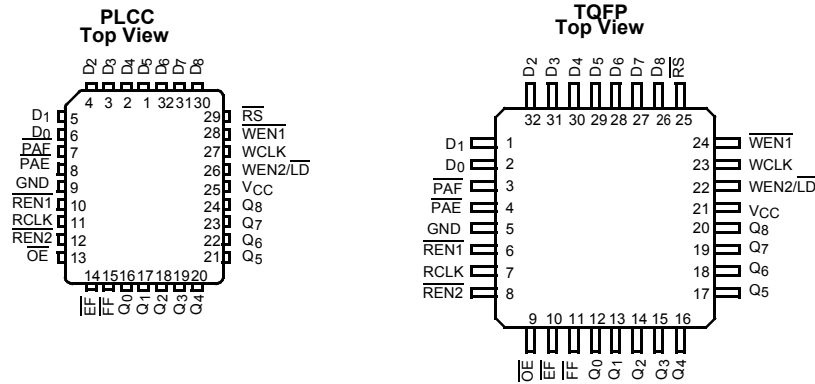 PLCC
Top View
D2 D3 D4 D5 D6 D7 D8
4 3 2 1 32 31 30
D1 5
D0 6
PAF 7
PAE 8
GND 9
REN1 10
RCLK 11
REN2 12
OE 13
29 RS
28 WEN1
27 WCLK
26 WEN2/LD
25 VCC
24 Q8
23 Q7
22 Q6
21 Q5
14 15 16 17 18 19 20
EF FF Q0 Q1 Q2 Q3 Q4
TQFP
Top View
D2 D3 D4 D5 D6 D7 D8 RS
32 31 30 29 28 27 26 25
D1 1
D0 2
PAF 3
PAE 4
GND 5
REN1 6
RCLK 7
REN2 8
24 WEN1
23 WCLK
22 WEN2/LD
21 VCC
20 Q8
19 Q7
18 Q6
17 Q5
9 10 11 12 13 14 15 16
OE EF FF Q0 Q1 Q2 Q3 Q4